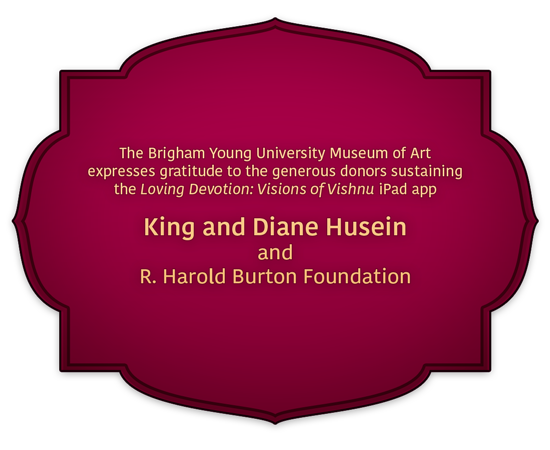 The Brigham Young University Museum of Art
expresses gratitude to the generous donors sustaining
the Loving Devotion: Visions of Vishnu iPad app
King and Diane Husein
and
R. Harold Burton Foundation